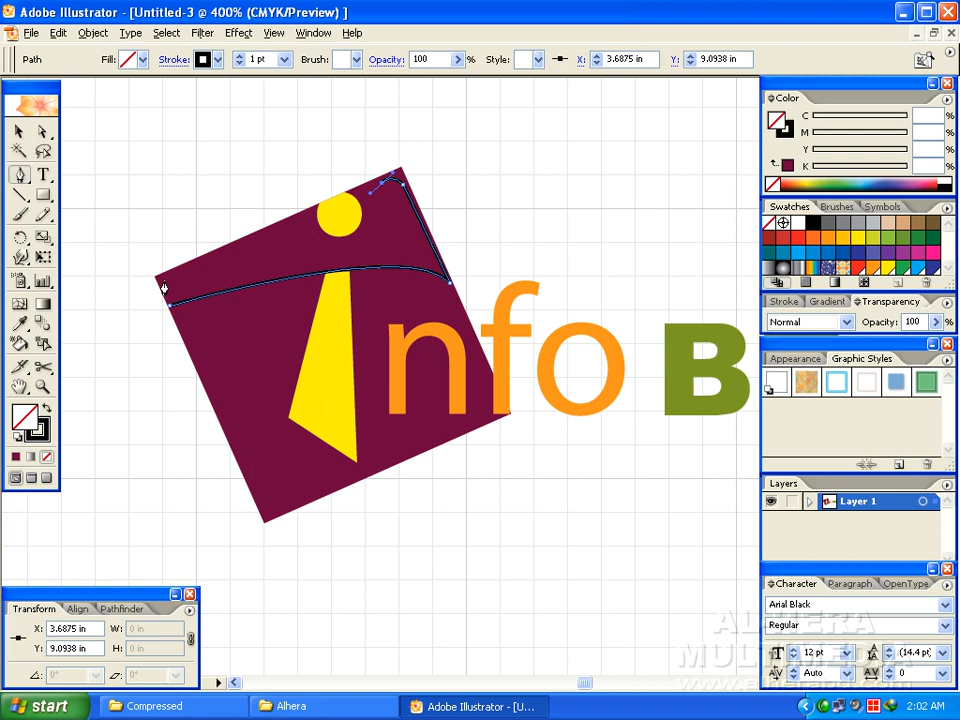 Adobe Illustrator - [Untitled-3 @ 400% (CMYK/Preview) ]
File Edit Object Type Select Filter Effect View Window Help
Path Fill: Stroke: 1 pt Brush: Opacity: 100 % Style: X: 3.6875 in Y: 9.0938 in
Color
C %
M %
Y %
K %
Swatches Brushes Symbols
Stroke Gradient Transparency
Normal Opacity: 100 %
Appearance Graphic Styles
nfo B
Layers
Layer 1
Character Paragraph OpenType
Arial Black
Regular
12 pt (14.4 pt)
Auto 0
Transform Align Pathfinder
X: 3.6875 in W: 0 in
Y: 9.0938 in H: 0 in
0° 0°
AL-HERA
MULTIMEDIA
start Compressed Alhera Adobe Illustrator - [U... 2:02 AM